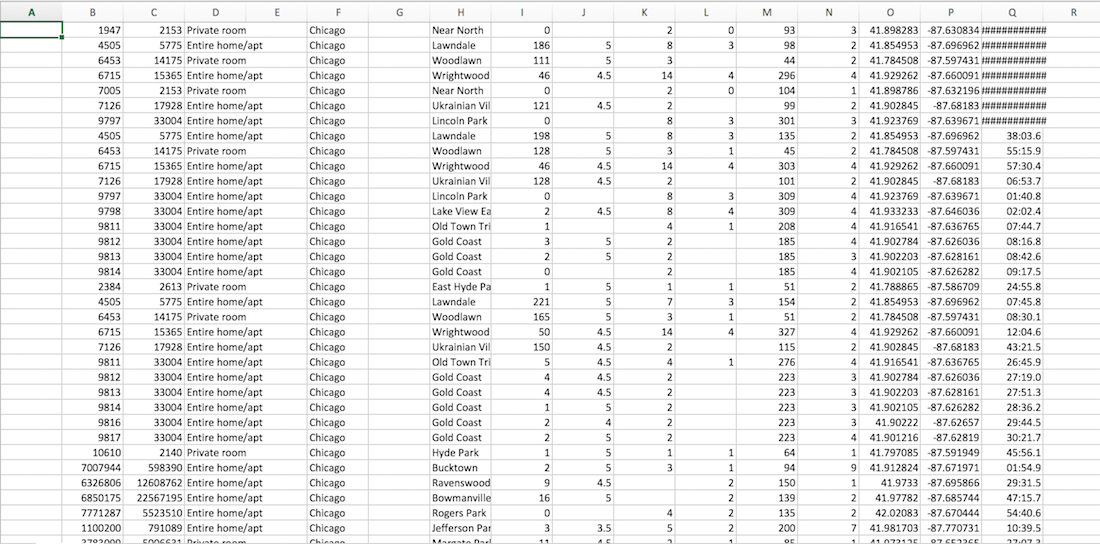 A B C D E F G H I J K L M N O P Q R
1947 2153 Private room Chicago Near North 0 2 0 93 3 41.898283 -87.630834 ############
4505 5775 Entire home/apt Chicago Lawndale 186 5 8 3 98 2 41.854953 -87.696962 ############
6453 14175 Private room Chicago Woodlawn 111 5 3 44 2 41.784508 -87.597431 ############
6715 15365 Entire home/apt Chicago Wrightwood 46 4.5 14 4 296 4 41.929262 -87.660091 ############
7005 2153 Private room Chicago Near North 0 2 0 104 1 41.898786 -87.632196 ############
7126 17928 Entire home/apt Chicago Ukrainian Vil 121 4.5 2 99 2 41.902845 -87.68183 ############
9797 33004 Entire home/apt Chicago Lincoln Park 0 8 3 301 3 41.923769 -87.639671 ############
4505 5775 Entire home/apt Chicago Lawndale 198 5 8 3 135 2 41.854953 -87.696962 38:03.6
6453 14175 Private room Chicago Woodlawn 128 5 3 1 45 2 41.784508 -87.597431 55:15.9
6715 15365 Entire home/apt Chicago Wrightwood 46 4.5 14 4 303 4 41.929262 -87.660091 57:30.4
7126 17928 Entire home/apt Chicago Ukrainian Vil 128 4.5 2 101 2 41.902845 -87.68183 06:53.7
9797 33004 Entire home/apt Chicago Lincoln Park 0 8 3 309 4 41.923769 -87.639671 01:40.8
9798 33004 Entire home/apt Chicago Lake View Ea 2 4.5 8 4 309 4 41.933233 -87.646036 02:02.4
9811 33004 Entire home/apt Chicago Old Town Tri 1 4 1 208 4 41.916541 -87.636765 07:44.7
9812 33004 Entire home/apt Chicago Gold Coast 3 5 2 185 4 41.902784 -87.626036 08:16.8
9813 33004 Entire home/apt Chicago Gold Coast 2 5 2 185 3 41.902203 -87.628161 08:42.6
9814 33004 Entire home/apt Chicago Gold Coast 0 2 185 4 41.902105 -87.626282 09:17.5
2384 2613 Private room Chicago East Hyde Pa 1 5 1 1 51 2 41.788865 -87.586709 24:55.8
4505 5775 Entire home/apt Chicago Lawndale 221 5 7 3 154 2 41.854953 -87.696962 07:45.8
6453 14175 Private room Chicago Woodlawn 165 5 3 1 51 2 41.784508 -87.597431 08:30.1
6715 15365 Entire home/apt Chicago Wrightwood 50 4.5 14 4 327 4 41.929262 -87.660091 12:04.6
7126 17928 Entire home/apt Chicago Ukrainian Vil 150 4.5 2 115 2 41.902845 -87.68183 43:21.5
9811 33004 Entire home/apt Chicago Old Town Tri 5 4.5 4 1 276 4 41.916541 -87.636765 26:45.9
9812 33004 Entire home/apt Chicago Gold Coast 4 4.5 2 223 3 41.902784 -87.626036 27:19.0
9813 33004 Entire home/apt Chicago Gold Coast 4 4.5 2 223 3 41.902203 -87.628161 27:51.3
9814 33004 Entire home/apt Chicago Gold Coast 1 5 2 223 3 41.902105 -87.626282 28:36.2
9816 33004 Entire home/apt Chicago Gold Coast 2 4 2 223 3 41.90222 -87.62657 29:44.5
9817 33004 Entire home/apt Chicago Gold Coast 2 5 2 223 4 41.901216 -87.62819 30:21.7
10610 2140 Private room Chicago Hyde Park 1 5 1 1 64 1 41.797085 -87.591949 45:56.1
7007944 598390 Entire home/apt Chicago Bucktown 2 5 3 1 94 9 41.912824 -87.671971 01:54.9
6326806 12608762 Entire home/apt Chicago Ravenswood 9 4.5 2 150 1 41.9733 -87.695866 29:31.5
6850175 22567195 Entire home/apt Chicago Bowmanville 16 5 2 139 2 41.97782 -87.685744 47:15.7
7771287 5523510 Entire home/apt Chicago Rogers Park 0 4 2 135 2 42.02083 -87.670444 54:40.6
1100200 791089 Entire home/apt Chicago Jefferson Par 3 3.5 5 2 200 7 41.981703 -87.770731 10:39.5